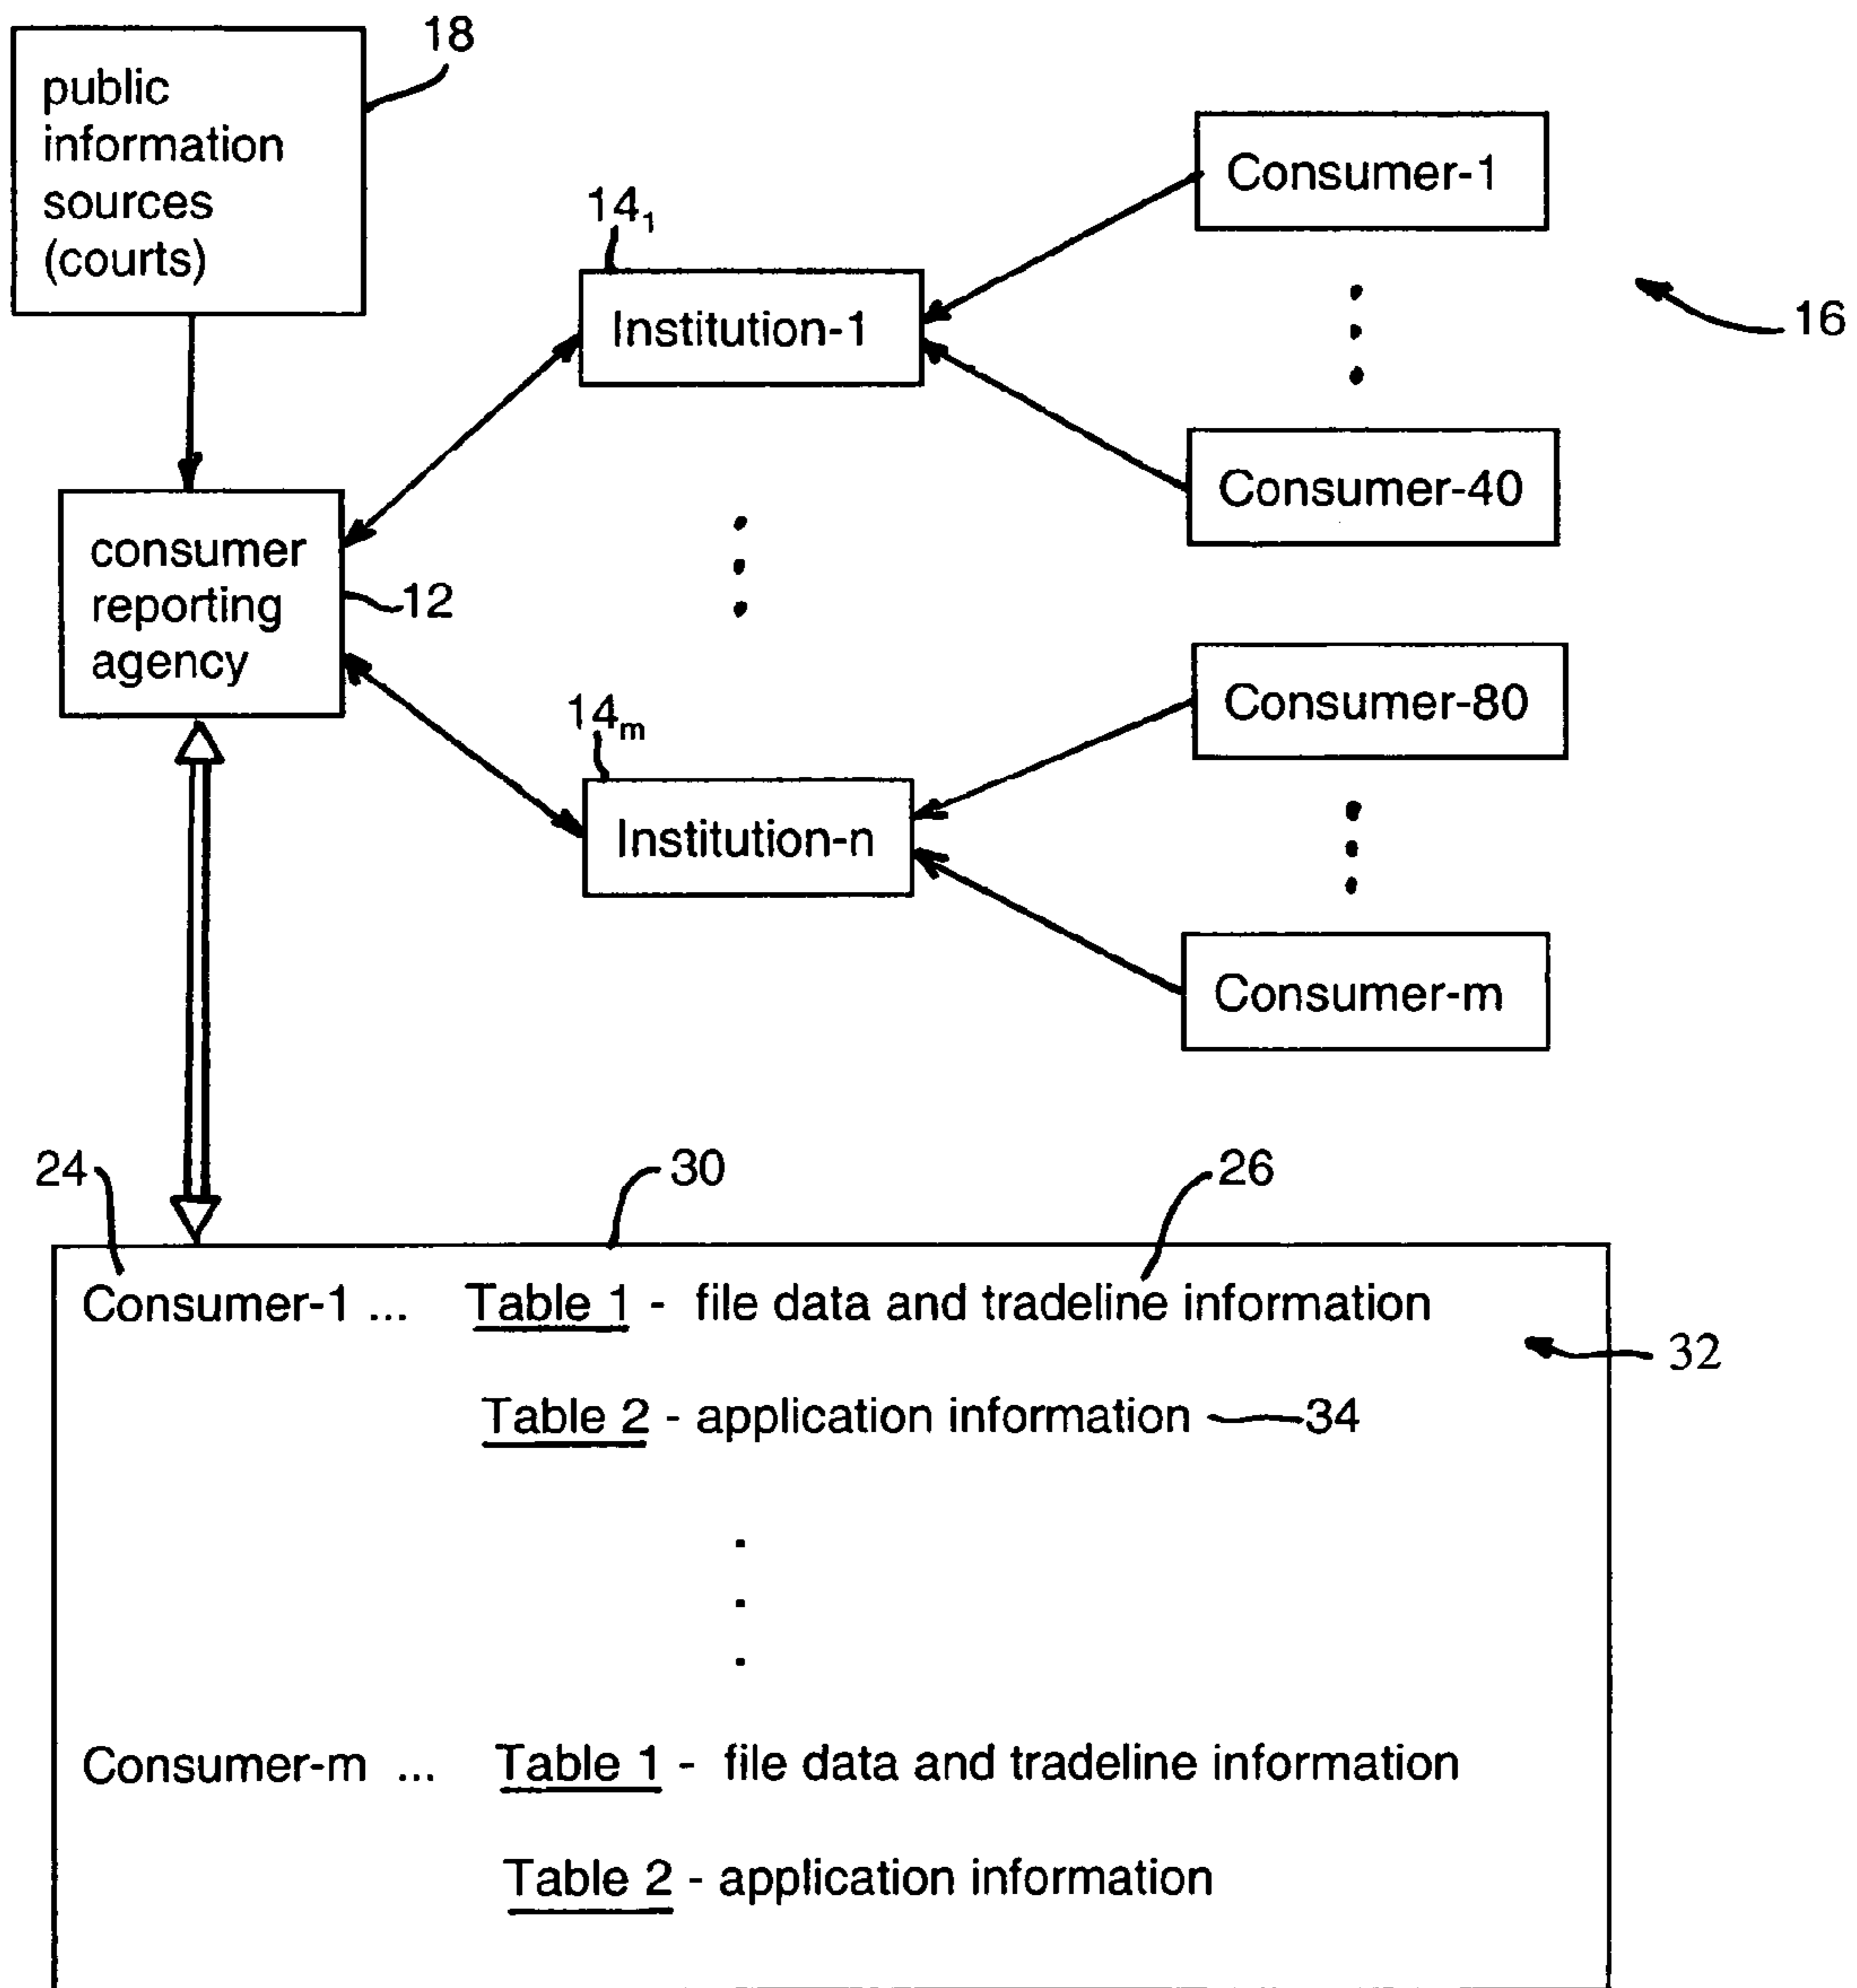 18
public
information
sources
(courts)
Consumer-1
14₁
Institution-1
16
Consumer-40
consumer
reporting
agency
12
Consumer-80
14ₘ
Institution-n
Consumer-m
24
30
26
Consumer-1 ... Table 1 - file data and tradeline information
32
Table 2 - application information
34
Consumer-m ... Table 1 - file data and tradeline information
Table 2 - application information